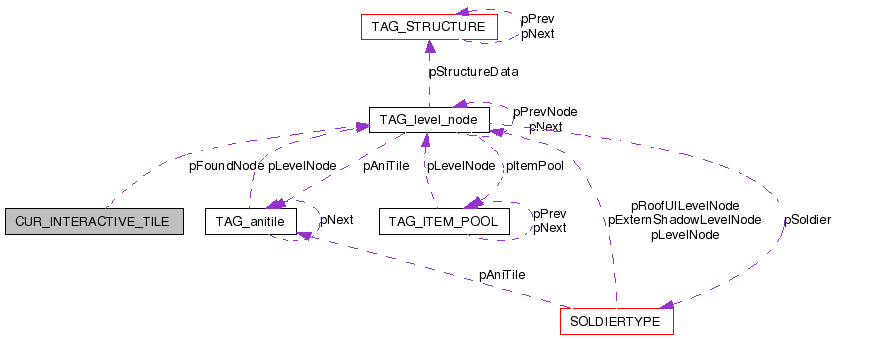 pPrev
TAG_STRUCTURE
pNext
pStructureData
pPrevNode
TAG_level_node
pNext
pFoundNode
pLevelNode
pAniTile
pLevelNode
pItemPool
pRoofUILevelNode
pPrev
CUR_INTERACTIVE_TILE
TAG_anitile
pNext
TAG_ITEM_POOL
pExternShadowLevelNode
pSoldier
pNext
pLevelNode
pAniTile
SOLDIERTYPE